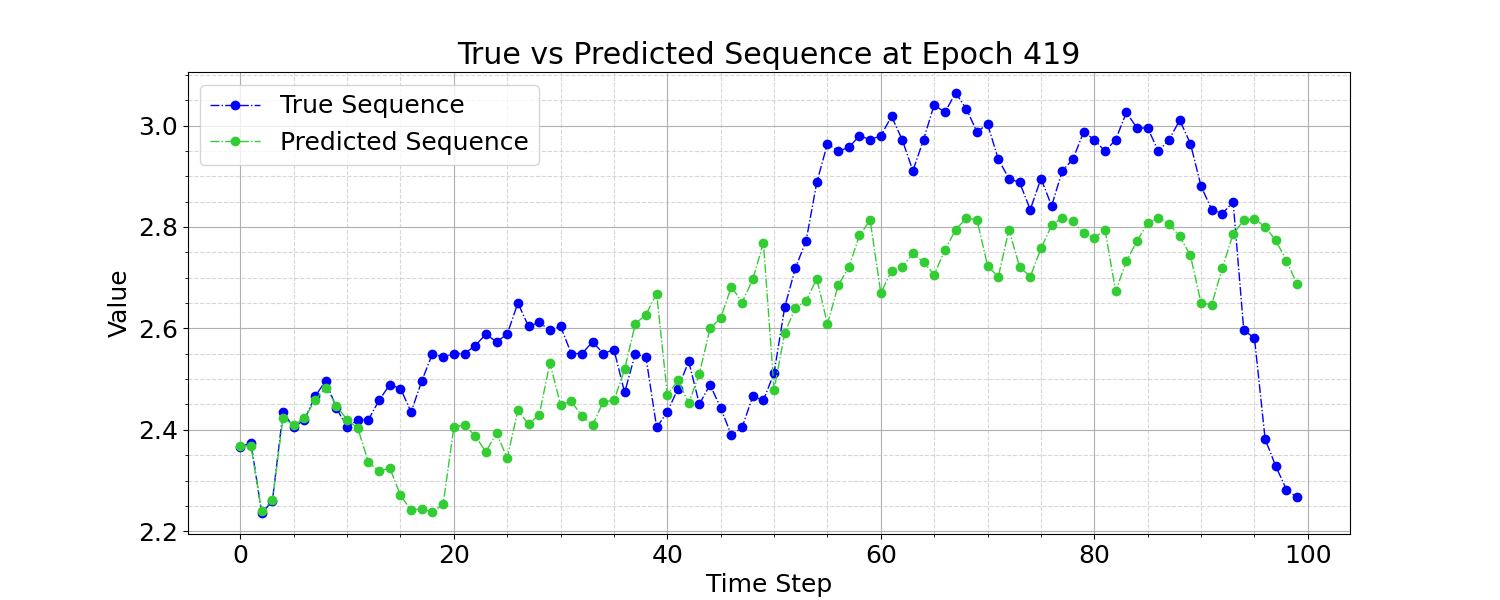 True vs Predicted Sequence at Epoch 419
True Sequence
Predicted Sequence
Value
3.0
2.8
2.6
2.4
2.2
0 20 40 60 80 100
Time Step